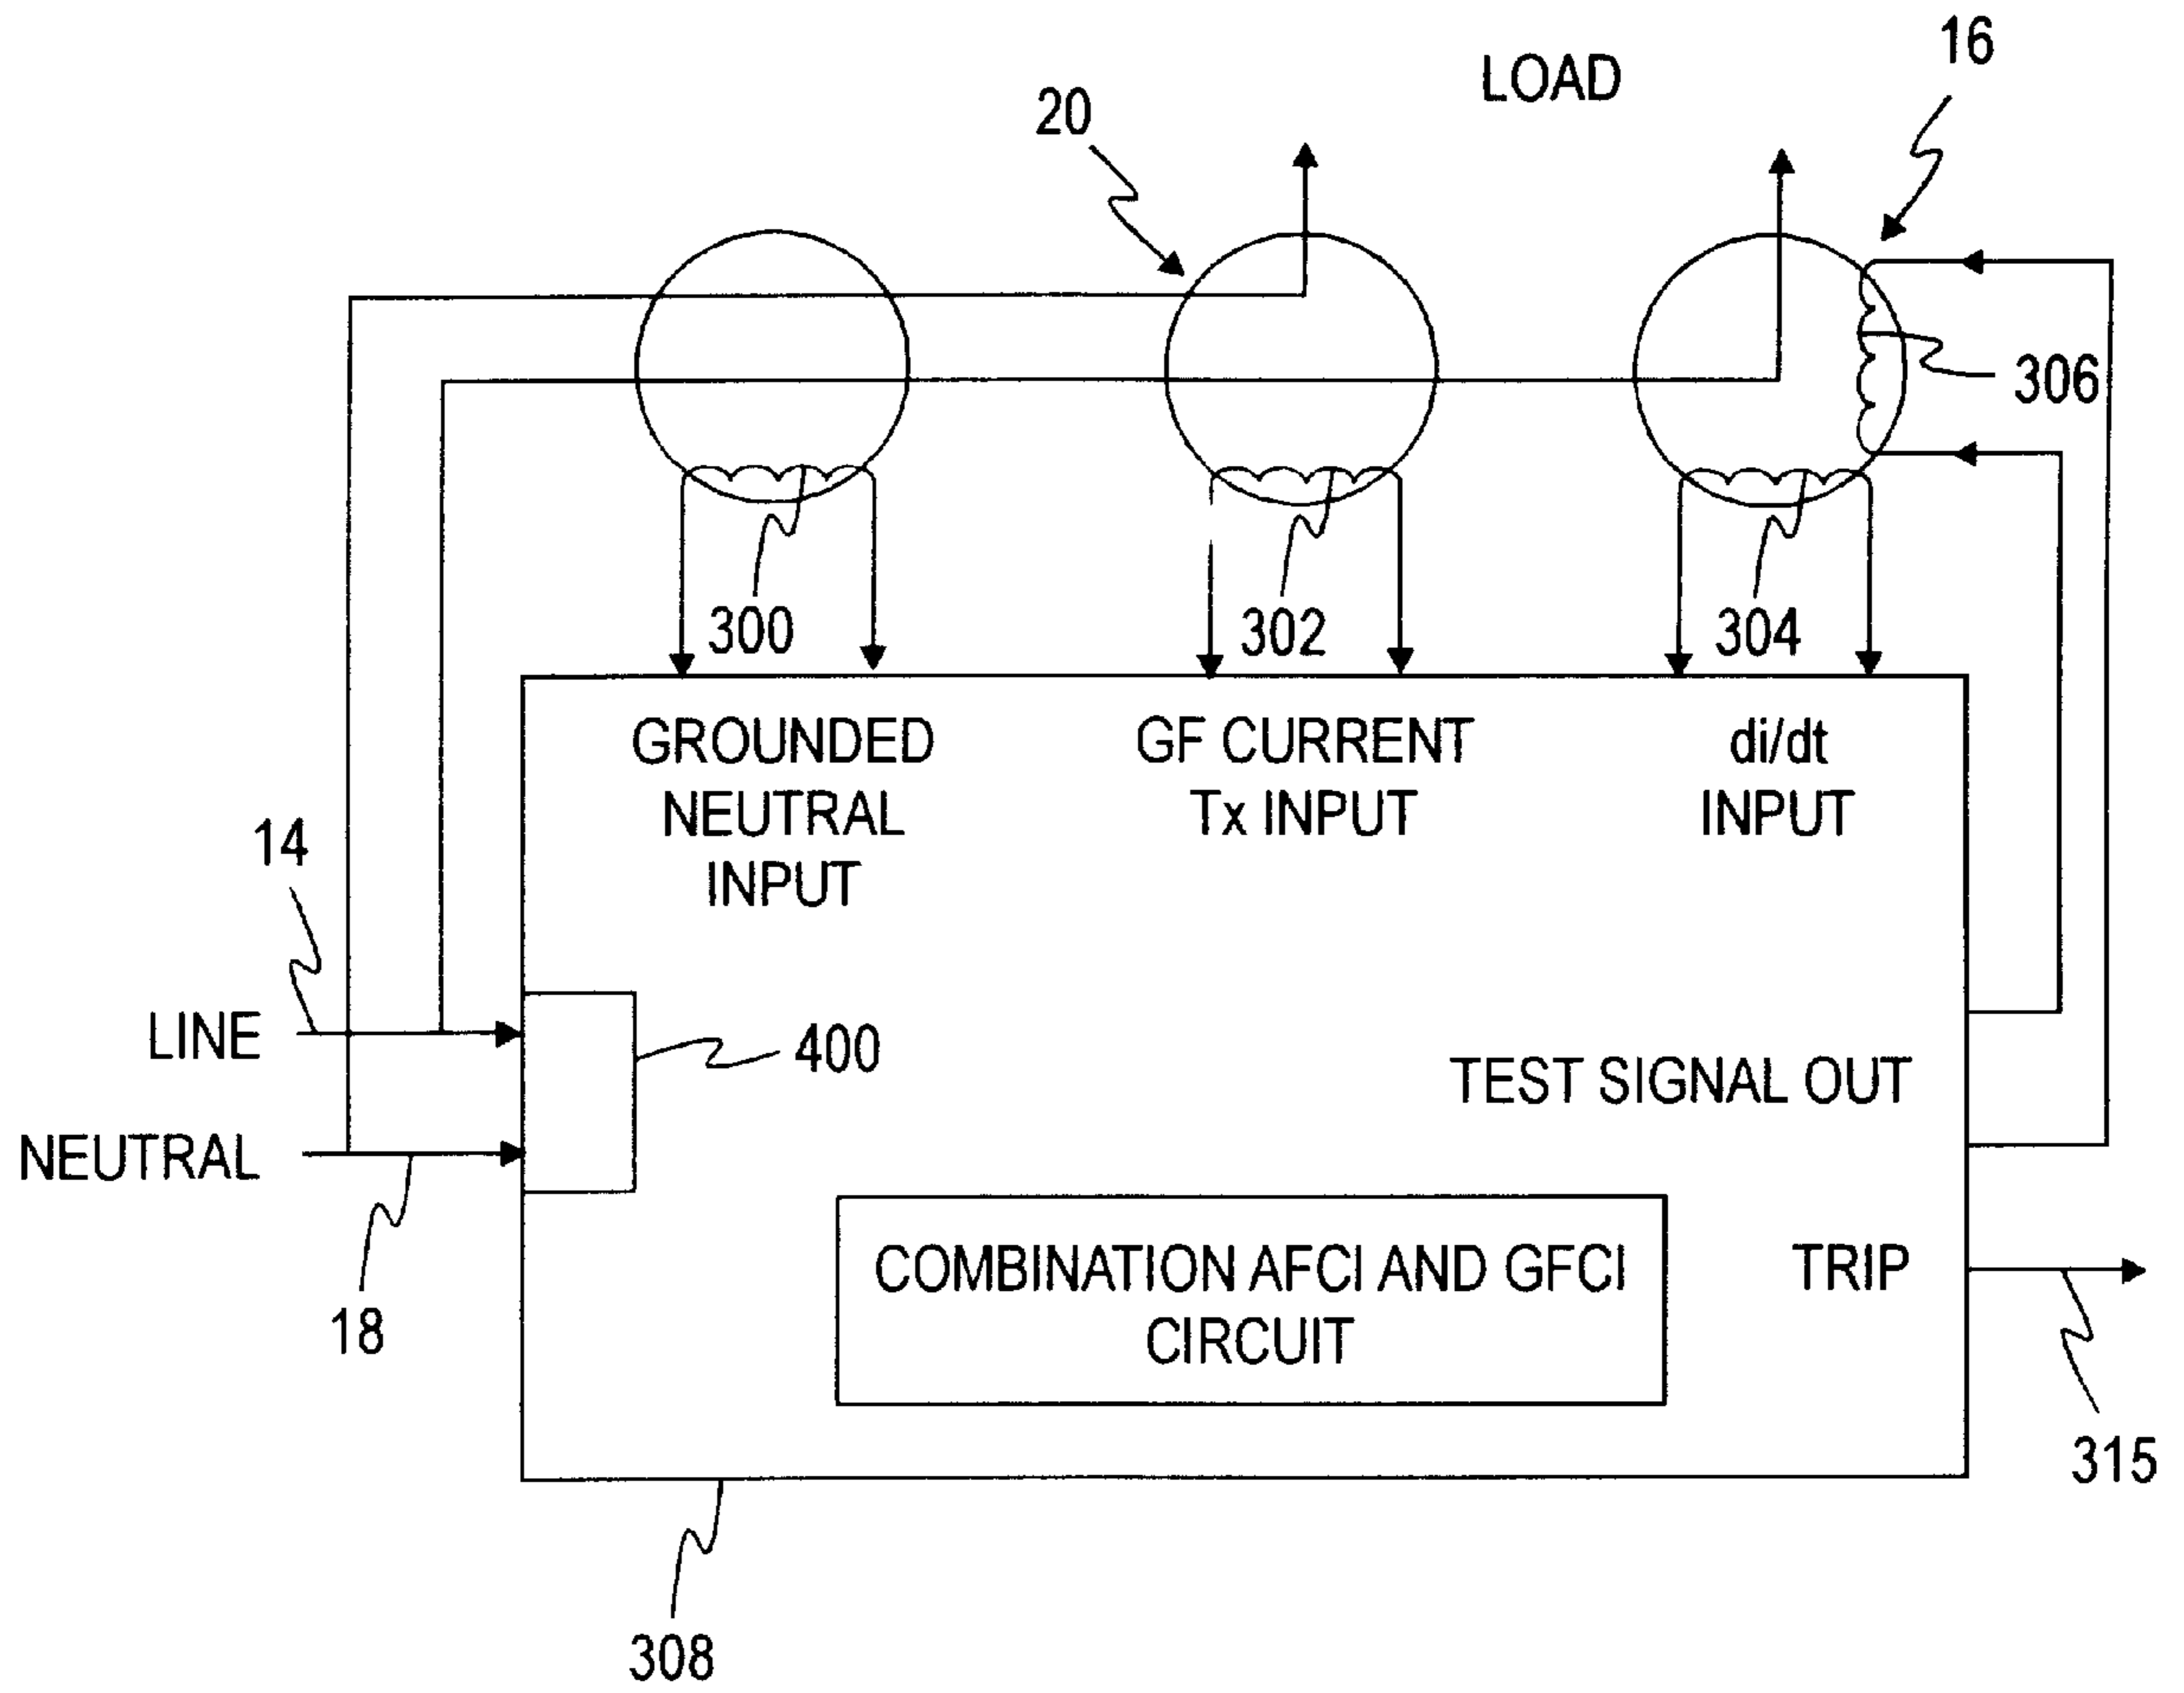 16
LOAD
20
306
300
302
304
GROUNDED
NEUTRAL
INPUT
GF CURRENT
Tx INPUT
di/dt
INPUT
14
LINE
400
TEST SIGNAL OUT
NEUTRAL
COMBINATION AFCI AND GFCI
CIRCUIT
TRIP
18
315
308